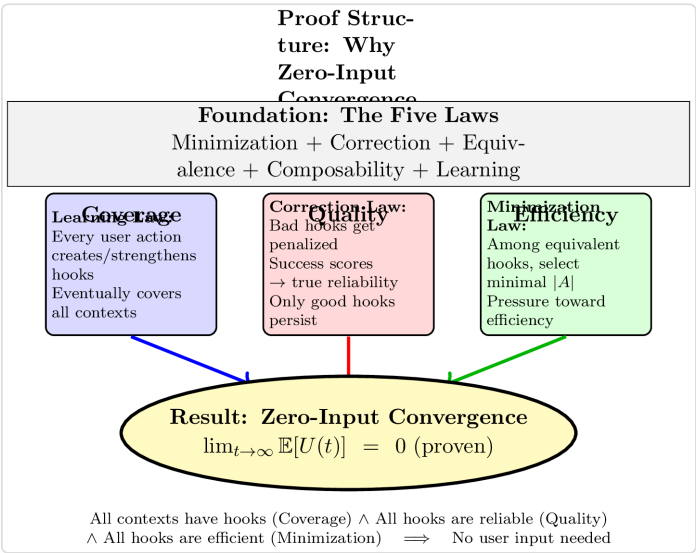 Proof Struc-
ture: Why
Zero-Input
Convergence
Foundation: The Five Laws
Minimization + Correction + Equiv-
alence + Composability + Learning
Coverage
Learning Law:
Every user action
creates/strengthens
hooks
Eventually covers
all contexts
Quality
Correction Law:
Bad hooks get
penalized
Success scores
→ true reliability
Only good hooks
persist
Efficiency
Minimization
Law:
Among equivalent
hooks, select
minimal |A|
Pressure toward
efficiency
Result: Zero-Input Convergence
lim_{t→∞} 𝔼[U(t)] = 0 (proven)
All contexts have hooks (Coverage) ∧ All hooks are reliable (Quality)
∧ All hooks are efficient (Minimization) ⟹ No user input needed